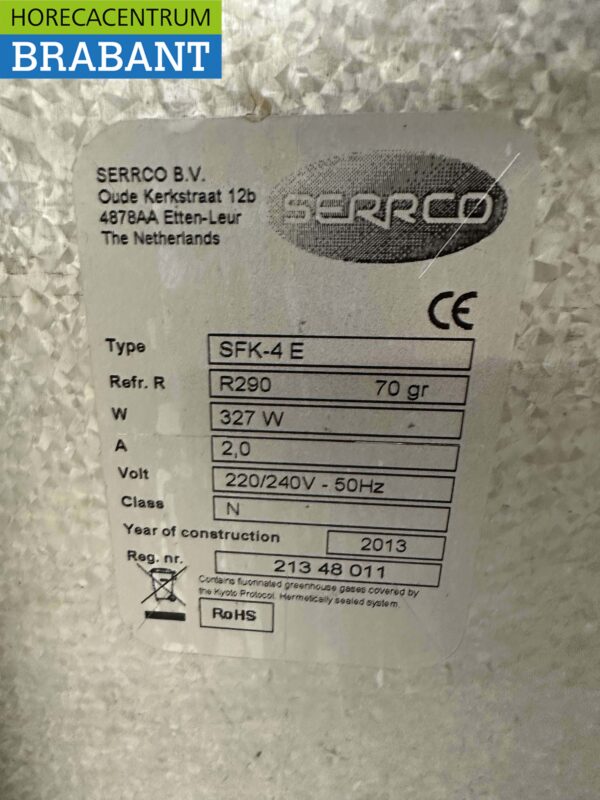 HORECACENTRUM
BRABANT
SERRCO B.V.
Oude Kerkstraat 12b
4878AA Etten-Leur
The Netherlands
SERRCO
CE
Type SFK-4 E
Refr. R R290 70 gr
W 327 W
A 2,0
Volt 220/240V - 50Hz
Class N
Year of construction 2013
Reg. nr. 213 48 011
Contains fluonnated greenhouse gases covered by
the Kyoto Protocol. Hermetically sealed system.
RoHS